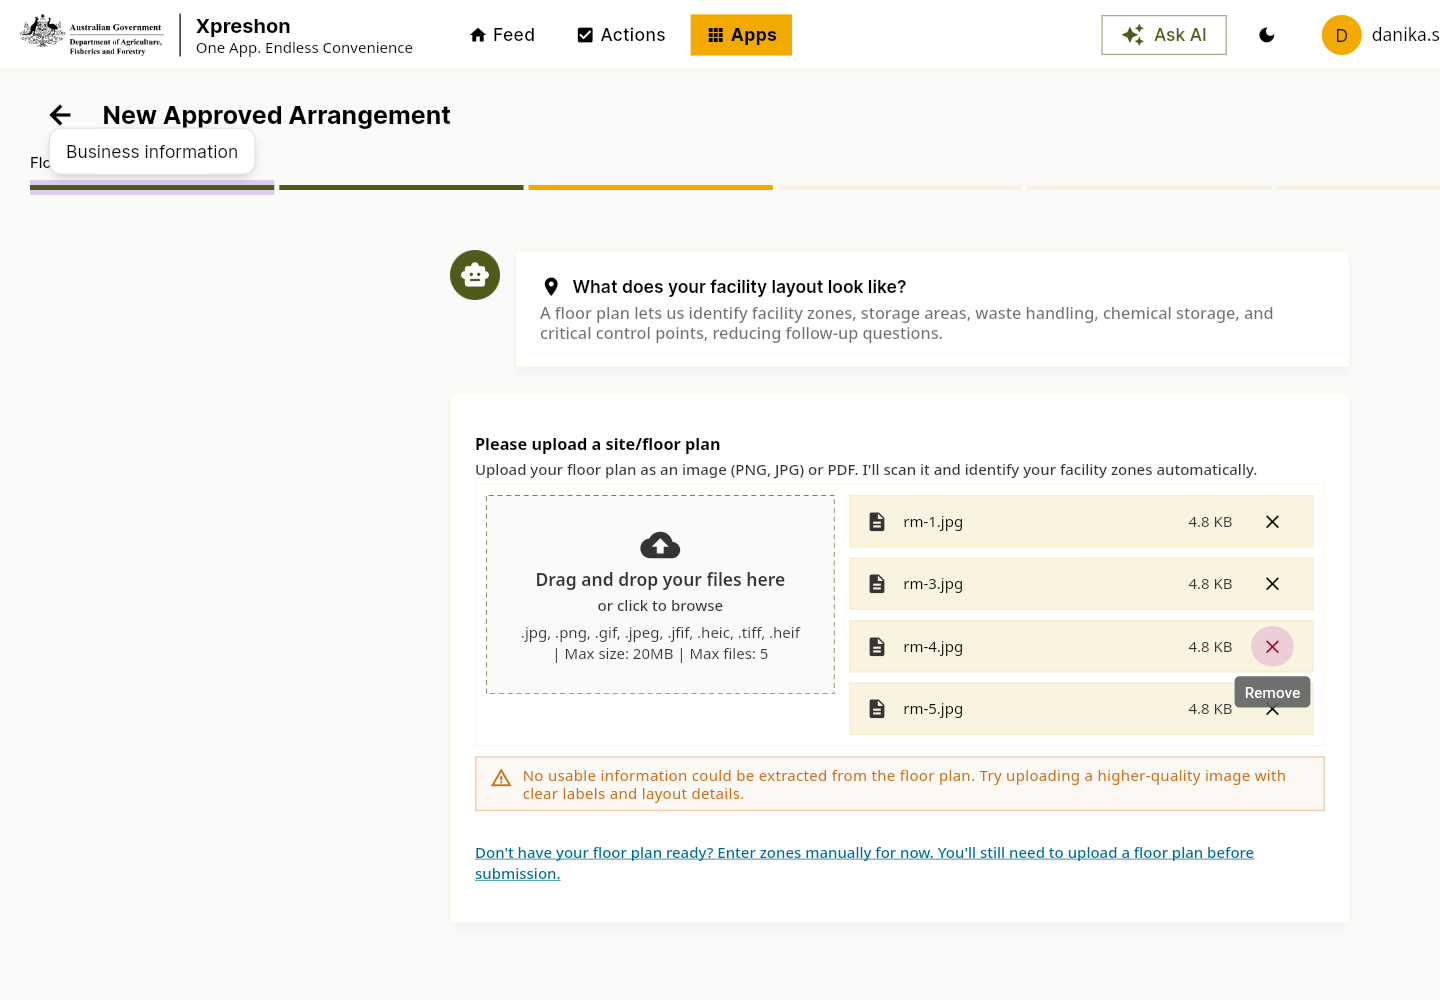 Australian Government
Department of Agriculture,
Fisheries and Forestry
Xpreshon
One App. Endless Convenience
Feed
Actions
Apps
Ask AI
D
danika.s
New Approved Arrangement
Business information
Flo
What does your facility layout look like?
A floor plan lets us identify facility zones, storage areas, waste handling, chemical storage, and
critical control points, reducing follow-up questions.
Please upload a site/floor plan
Upload your floor plan as an image (PNG, JPG) or PDF. I'll scan it and identify your facility zones automatically.
Drag and drop your files here
or click to browse
.jpg, .png, .gif, .jpeg, .jfif, .heic, .tiff, .heif
| Max size: 20MB | Max files: 5
rm-1.jpg 4.8 KB
rm-3.jpg 4.8 KB
rm-4.jpg 4.8 KB
Remove
rm-5.jpg 4.8 KB
No usable information could be extracted from the floor plan. Try uploading a higher-quality image with
clear labels and layout details.
Don't have your floor plan ready? Enter zones manually for now. You'll still need to upload a floor plan before
submission.